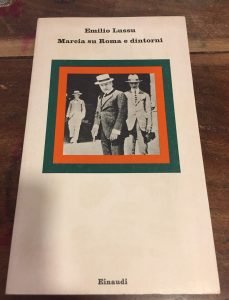 Emilio Lussu
Marcia su Roma e dintorni
Einaudi